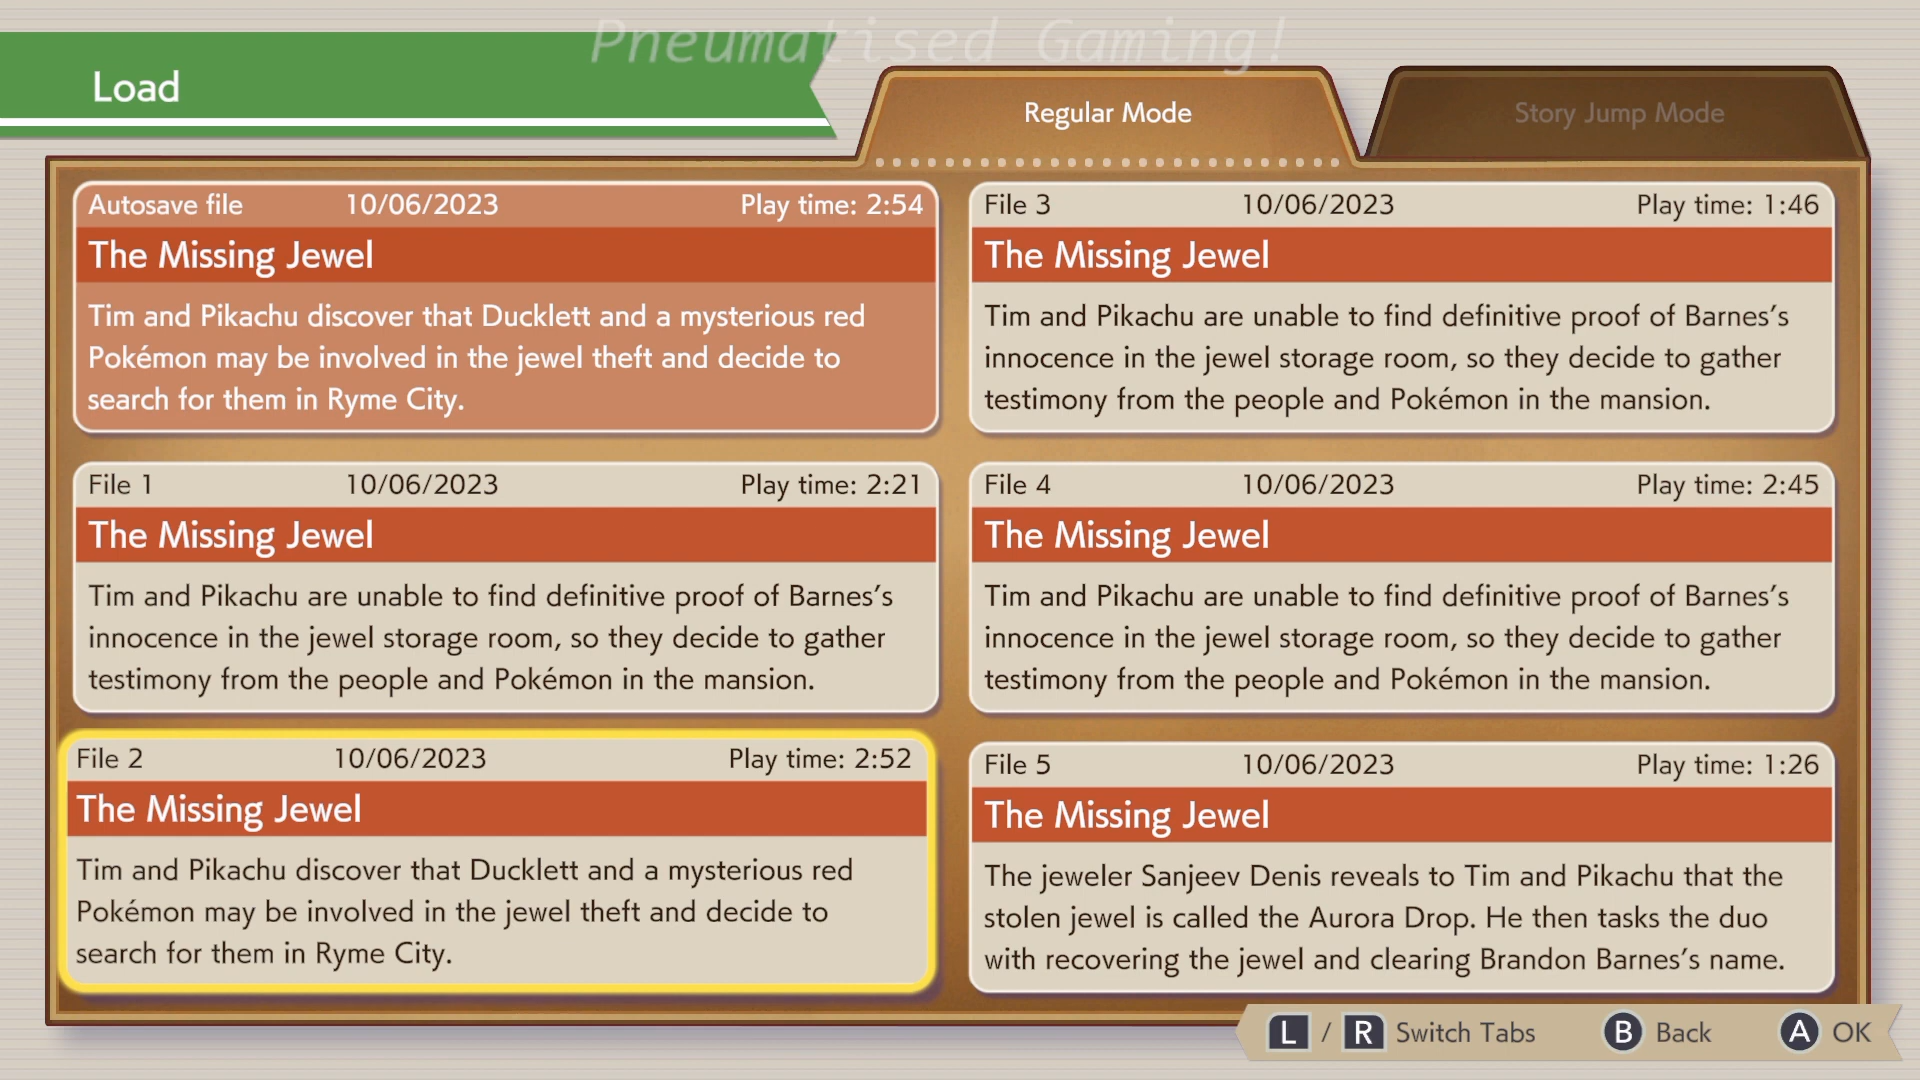 Pneumatised Gaming!
Load
Regular Mode
Story Jump Mode
Autosave file 10/06/2023 Play time: 2:54
The Missing Jewel
Tim and Pikachu discover that Ducklett and a mysterious red
Pokémon may be involved in the jewel theft and decide to
search for them in Ryme City.
File 1 10/06/2023 Play time: 2:21
The Missing Jewel
Tim and Pikachu are unable to find definitive proof of Barnes’s
innocence in the jewel storage room, so they decide to gather
testimony from the people and Pokémon in the mansion.
File 2 10/06/2023 Play time: 2:52
The Missing Jewel
Tim and Pikachu discover that Ducklett and a mysterious red
Pokémon may be involved in the jewel theft and decide to
search for them in Ryme City.
File 3 10/06/2023 Play time: 1:46
The Missing Jewel
Tim and Pikachu are unable to find definitive proof of Barnes’s
innocence in the jewel storage room, so they decide to gather
testimony from the people and Pokémon in the mansion.
File 4 10/06/2023 Play time: 2:45
The Missing Jewel
Tim and Pikachu are unable to find definitive proof of Barnes’s
innocence in the jewel storage room, so they decide to gather
testimony from the people and Pokémon in the mansion.
File 5 10/06/2023 Play time: 1:26
The Missing Jewel
The jeweler Sanjeev Denis reveals to Tim and Pikachu that the
stolen jewel is called the Aurora Drop. He then tasks the duo
with recovering the jewel and clearing Brandon Barnes’s name.
L / R Switch Tabs B Back A OK